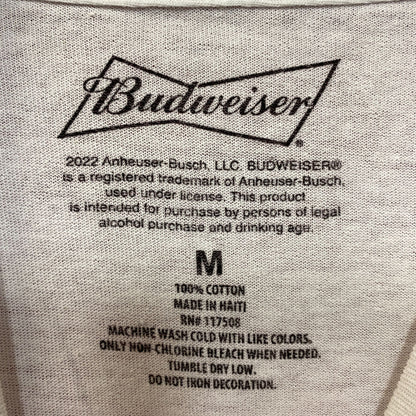 Budweiser®
2022 Anheuser-Busch, LLC. BUDWEISER®
is a registered trademark of Anheuser-Busch,
used under license. This product
is intended for purchase by persons of legal
alcohol purchase and drinking age.
M
100% COTTON
MADE IN HAITI
RN# 117508
MACHINE WASH COLD WITH LIKE COLORS.
ONLY NON-CHLORINE BLEACH WHEN NEEDED.
TUMBLE DRY LOW.
DO NOT IRON DECORATION.